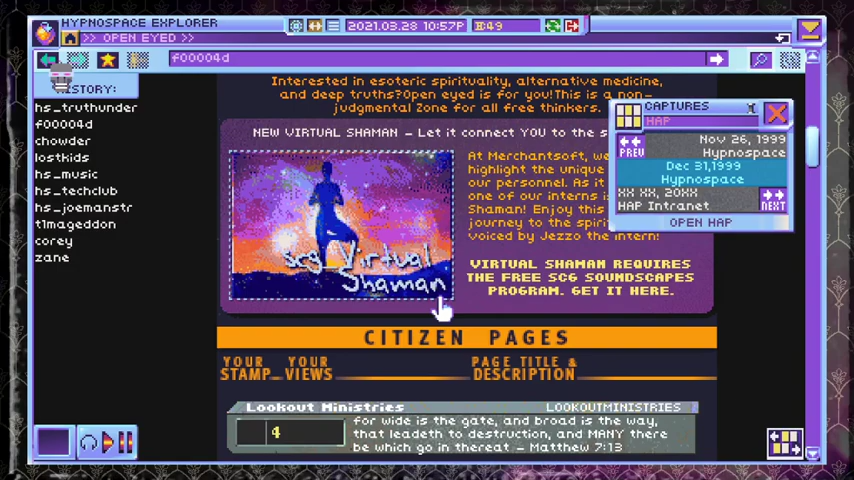 HYPNOSPACE EXPLORER
2021.03.28 10:57P
49
>> OPEN EYED >>
f00004d
HISTORY:
hs_truthunder
f00004d
chowder
lostkids
hs_music
hs_techclub
hs_joemanstr
t1mageddon
corey
zane
Interested in esoteric spirituality, alternative medicine,
and deep truths?Open eyed is for you!This is a non-
judgmental Zone for all free thinkers.
NEW VIRTUAL SHAMAN - Let it connect YOU to the s
At Merchantsoft, we
highlight the unique
our personnel. As it
one of our interns is
Shaman! Enjoy this
journey to the spiri
voiced by Jezzo the intern!
VIRTUAL SHAMAN REQUIRES
THE FREE SCG SOUNDSCAPES
PROGRAM. GET IT HERE.
scg_Virtual
Shaman
CAPTURES
HAP
PREV
Nov 26, 1999
Hypnospace
Dec 31,1999
Hypnospace
XX XX, 20XX
HAP Intranet
NEXT
OPEN HAP
CITIZEN PAGES
YOUR STAMP
YOUR VIEWS
PAGE TITLE &
DESCRIPTION
Lookout Ministries
LOOKOUTMINISTRIES
4
for wide is the gate, and broad is the way,
that leadeth to destruction, and MANY there
be which go in thereat - Matthew 7:13